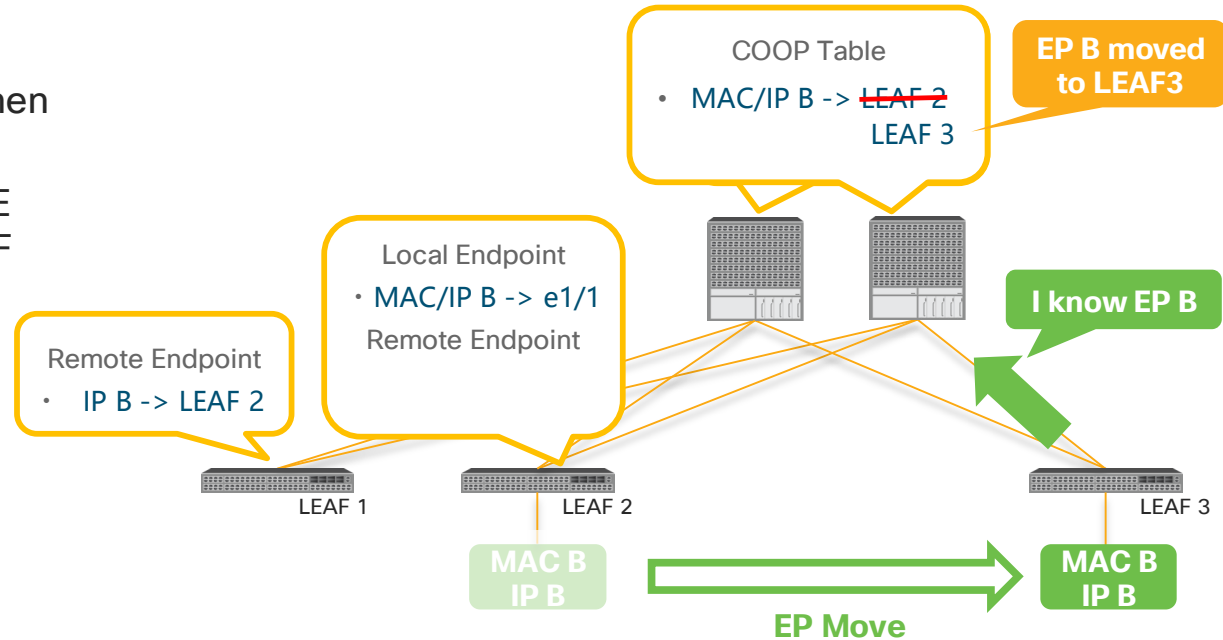 COOP Table
• MAC/IP B -> LEAF 2
LEAF 3
EP B moved
to LEAF3
Local Endpoint
• MAC/IP B -> e1/1
Remote Endpoint
I know EP B
Remote Endpoint
• IP B -> LEAF 2
LEAF 1
LEAF 2
LEAF 3
MAC B
IP B
MAC B
IP B
EP Move